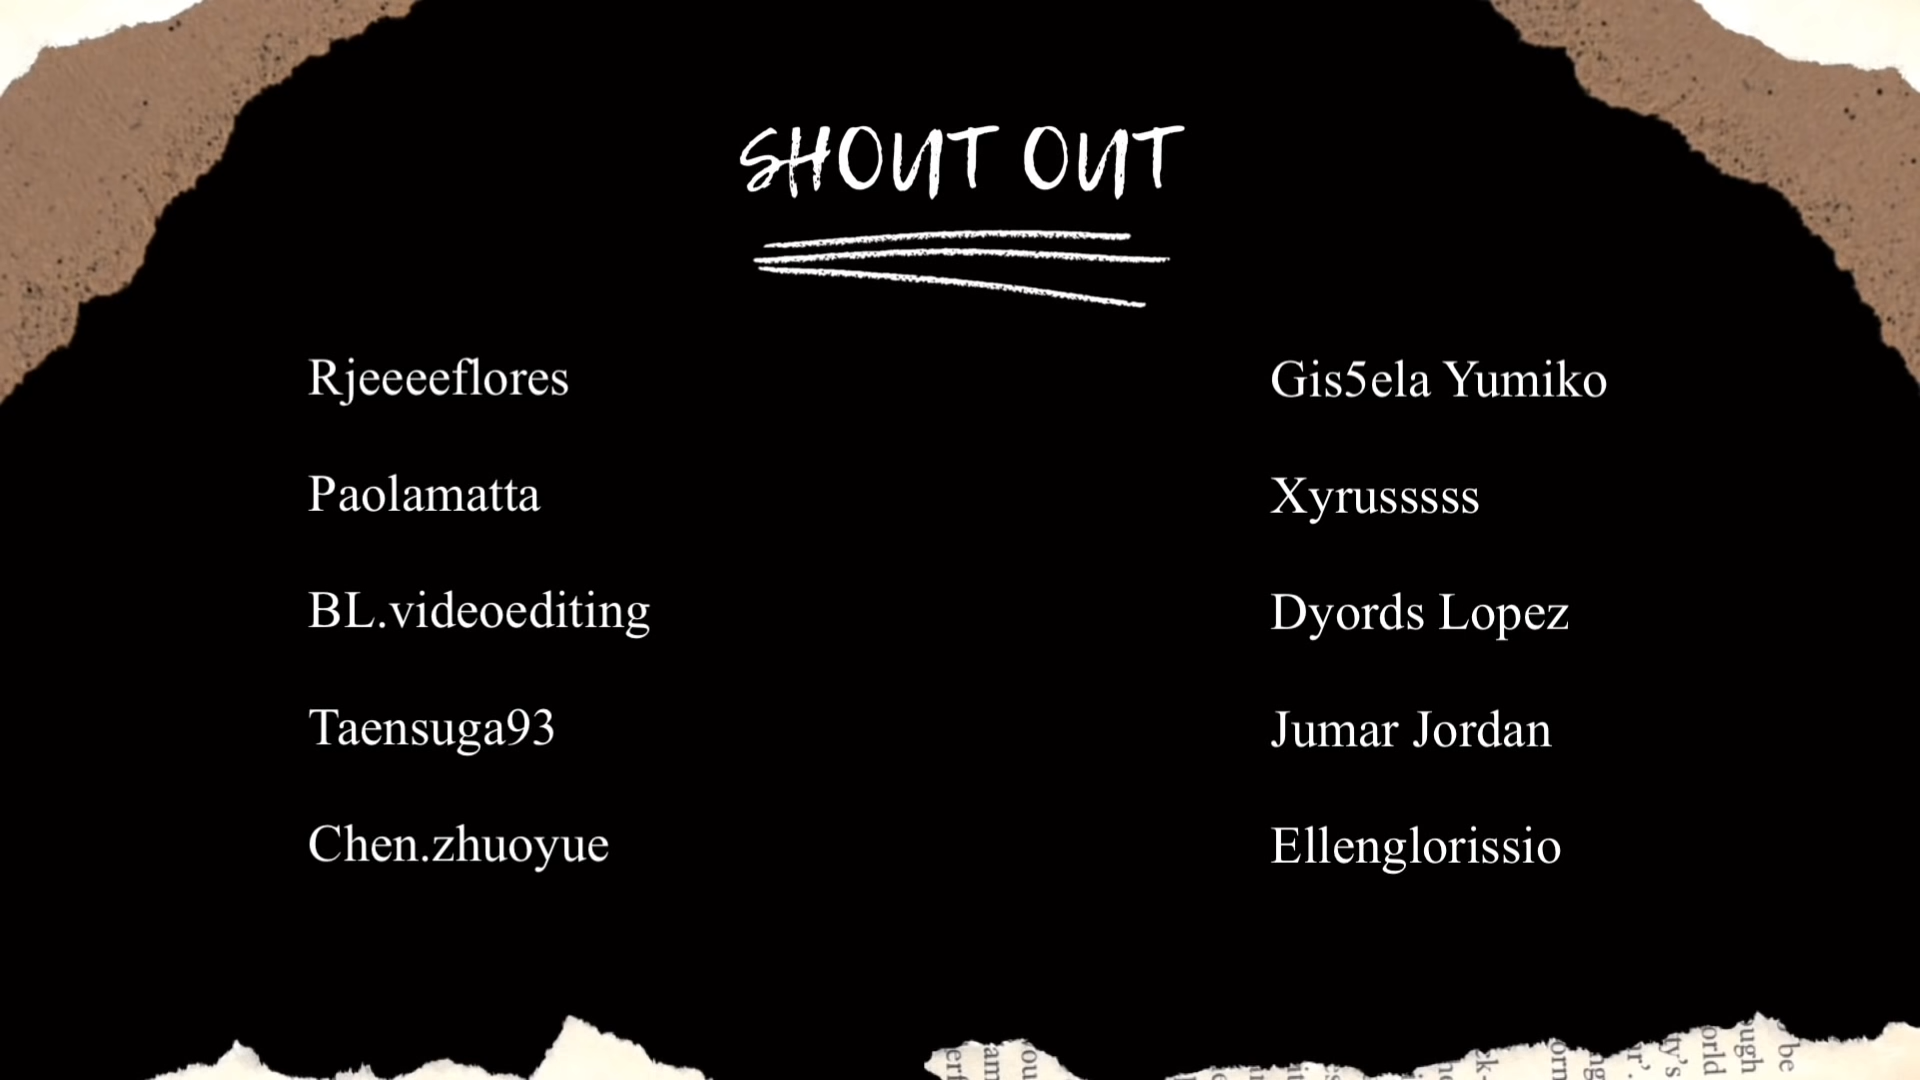 SHOUT OUT
Rjeeeeflores
Paolamatta
BL.videoediting
Taensuga93
Chen.zhuoyue
Gis5ela Yumiko
Xyrusssss
Dyords Lopez
Jumar Jordan
Ellenglorissio